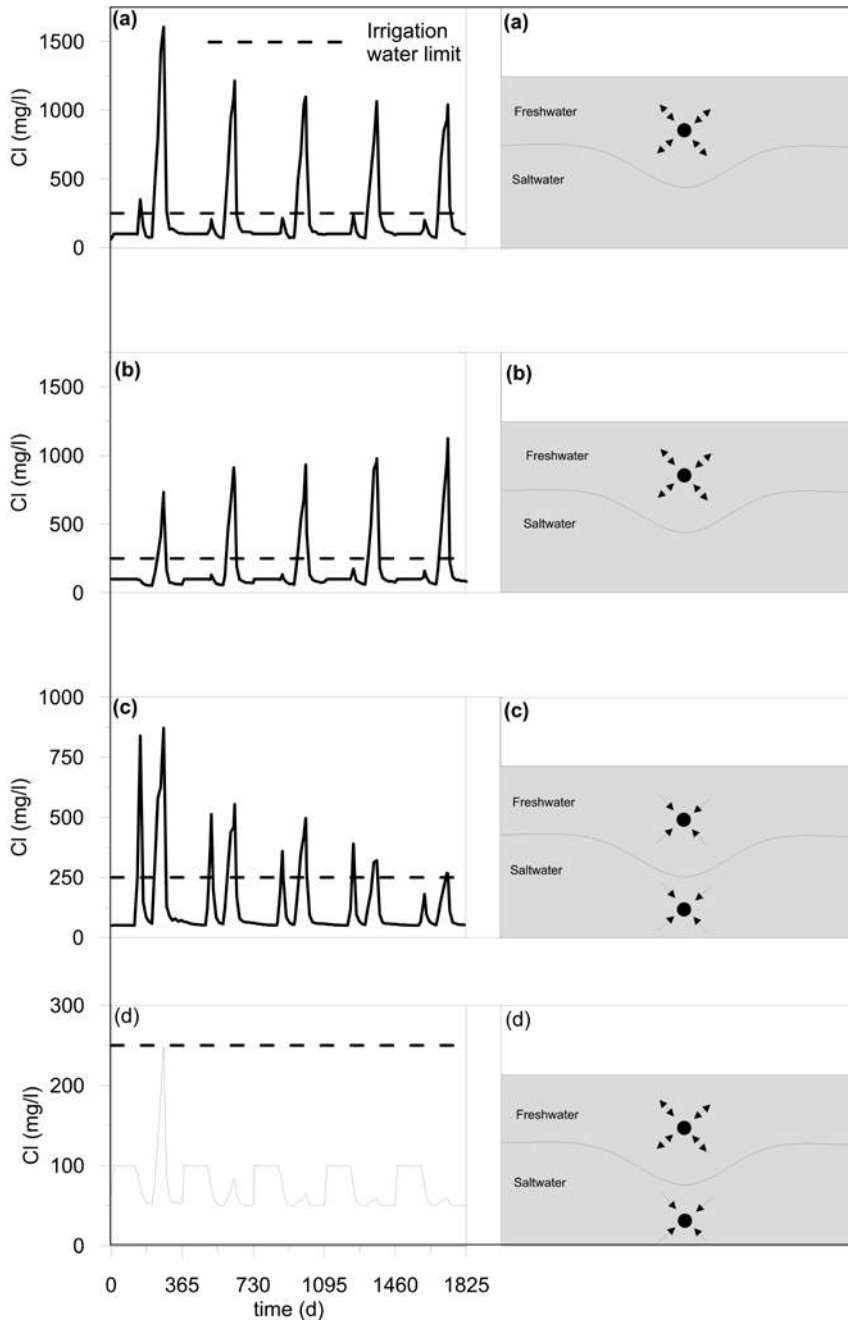 (a)
Irrigation
water limit
1500
1000
500
0
Cl (mg/l)
(a)
Freshwater
Saltwater
(b)
1500
1000
500
0
Cl (mg/l)
(b)
Freshwater
Saltwater
(c)
1000
750
500
250
0
Cl (mg/l)
(c)
Freshwater
Saltwater
(d)
300
200
100
0
Cl (mg/l)
(d)
Freshwater
Saltwater
0 365 730 1095 1460 1825
time (d)